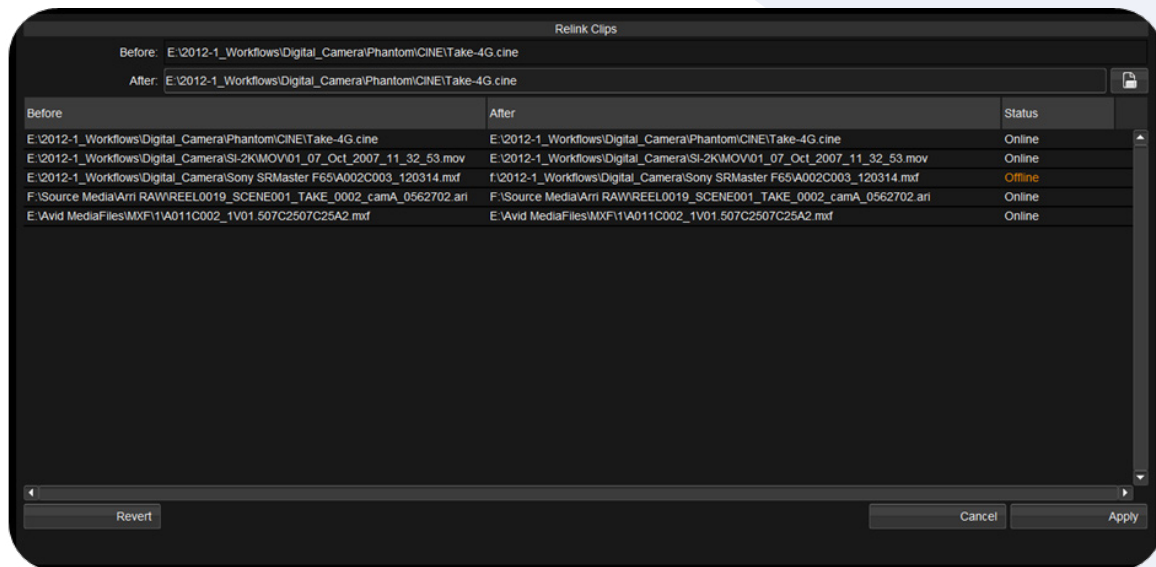 Relink Clips
Before: E:\2012-1_Workflows\Digital_Camera\Phantom\CINE\Take-4G.cine
After: E:\2012-1_Workflows\Digital_Camera\Phantom\CINE\Take-4G.cine
Before After Status
E:\2012-1_Workflows\Digital_Camera\Phantom\CINE\Take-4G.cine E:\2012-1_Workflows\Digital_Camera\Phantom\CINE\Take-4G.cine Online
E:\2012-1_Workflows\Digital_Camera\SI-2K\MOV\01_07_Oct_2007_11_32_53.mov E:\2012-1_Workflows\Digital_Camera\SI-2K\MOV\01_07_Oct_2007_11_32_53.mov Online
E:\2012-1_Workflows\Digital_Camera\Sony SRMaster F65\A002C003_120314.mxf f:\2012-1_Workflows\Digital_Camera\Sony SRMaster F65\A002C003_120314.mxf Offline
F:\Source Media\Arri RAW\REEL0019_SCENE001_TAKE_0002_camA_0562702.ari F:\Source Media\Arri RAW\REEL0019_SCENE001_TAKE_0002_camA_0562702.ari Online
E:\Avid MediaFiles\MXF\1\A011C002_1V01.507C2507C25A2.mxf E:\Avid MediaFiles\MXF\1\A011C002_1V01.507C2507C25A2.mxf Online
Revert Cancel Apply